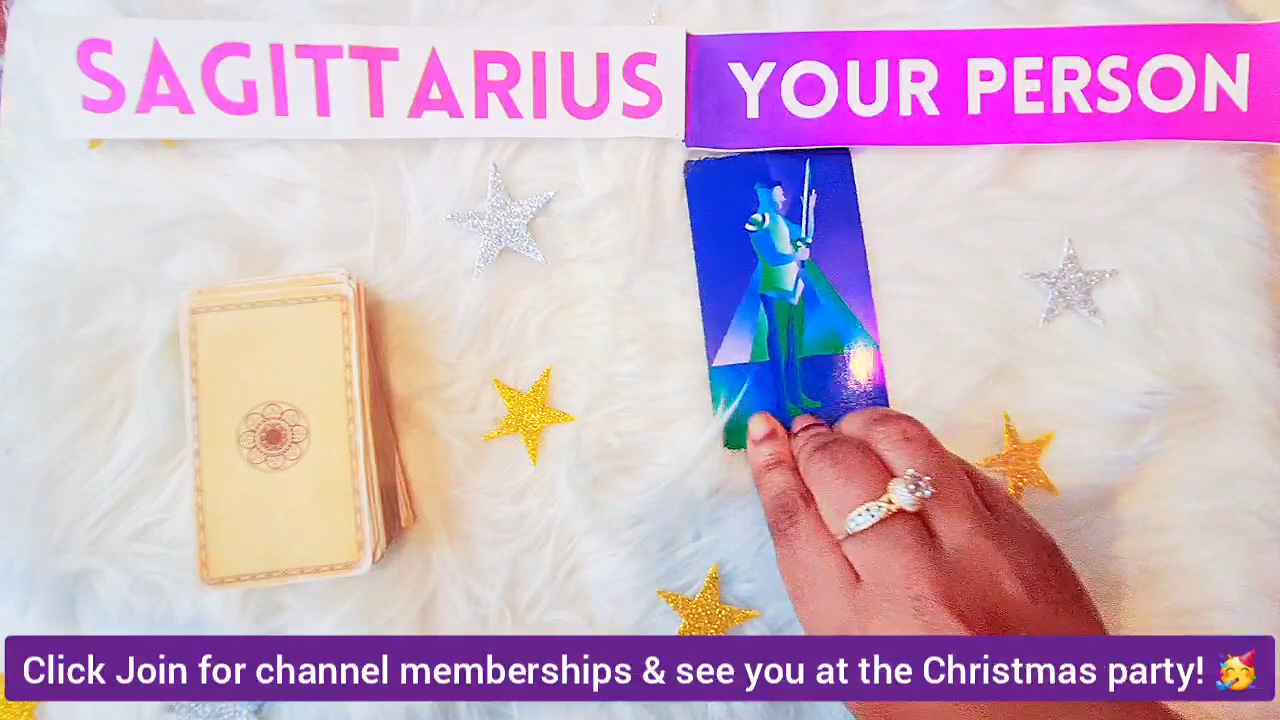 SAGITTARIUS
YOUR PERSON
Click Join for channel memberships & see you at the Christmas party! 🥳